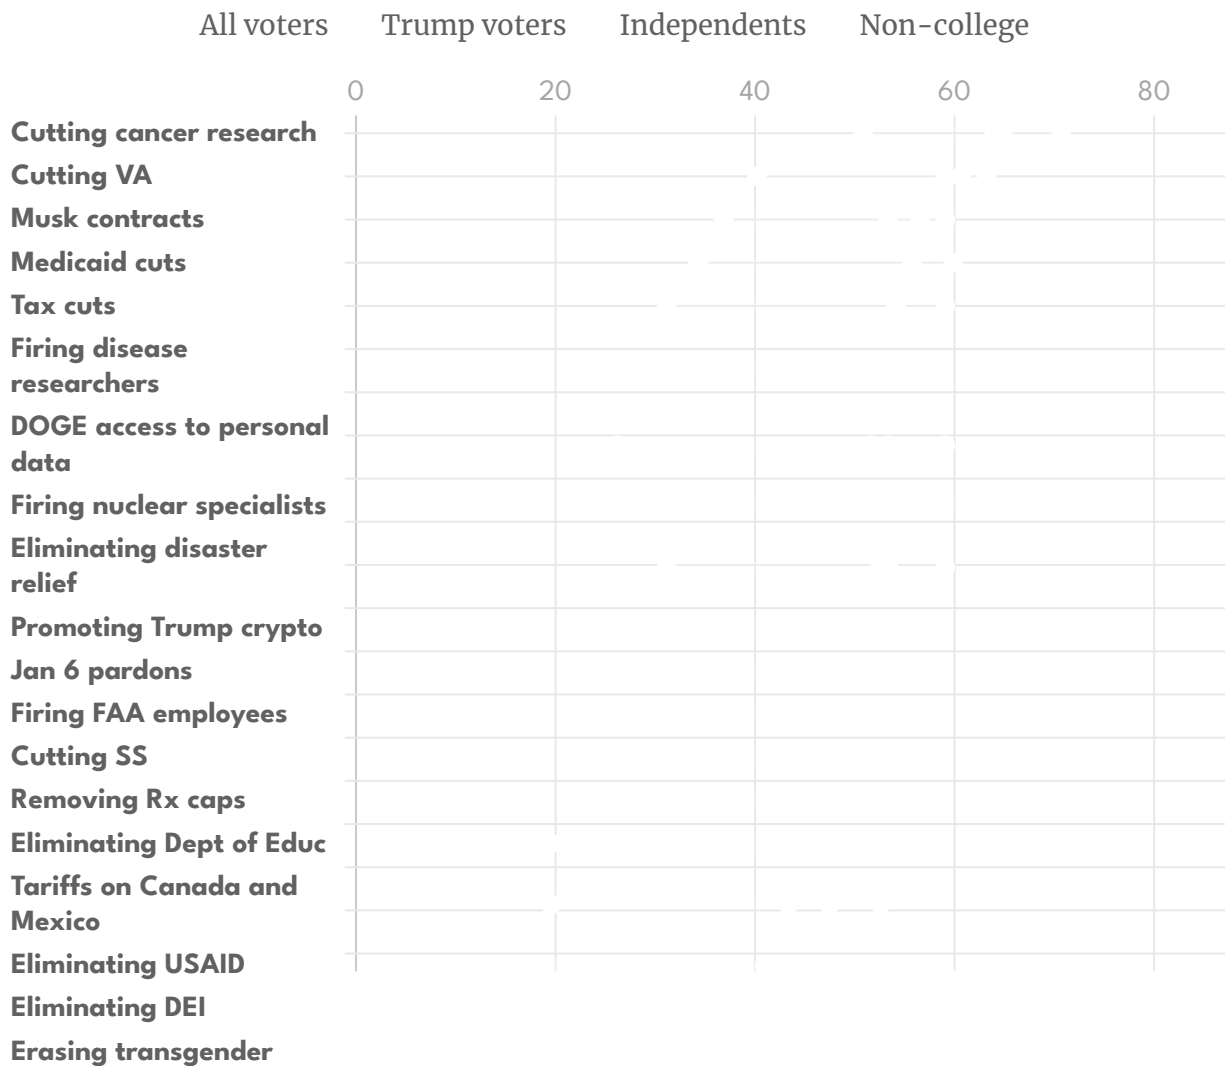 All voters Trump voters Independents Non-college
0 20 40 60 80
Cutting cancer research
Cutting VA
Musk contracts
Medicaid cuts
Tax cuts
Firing disease
researchers
DOGE access to personal
data
Firing nuclear specialists
Eliminating disaster
relief
Promoting Trump crypto
Jan 6 pardons
Firing FAA employees
Cutting SS
Removing Rx caps
Eliminating Dept of Educ
Tariffs on Canada and
Mexico
Eliminating USAID
Eliminating DEI
Erasing transgender